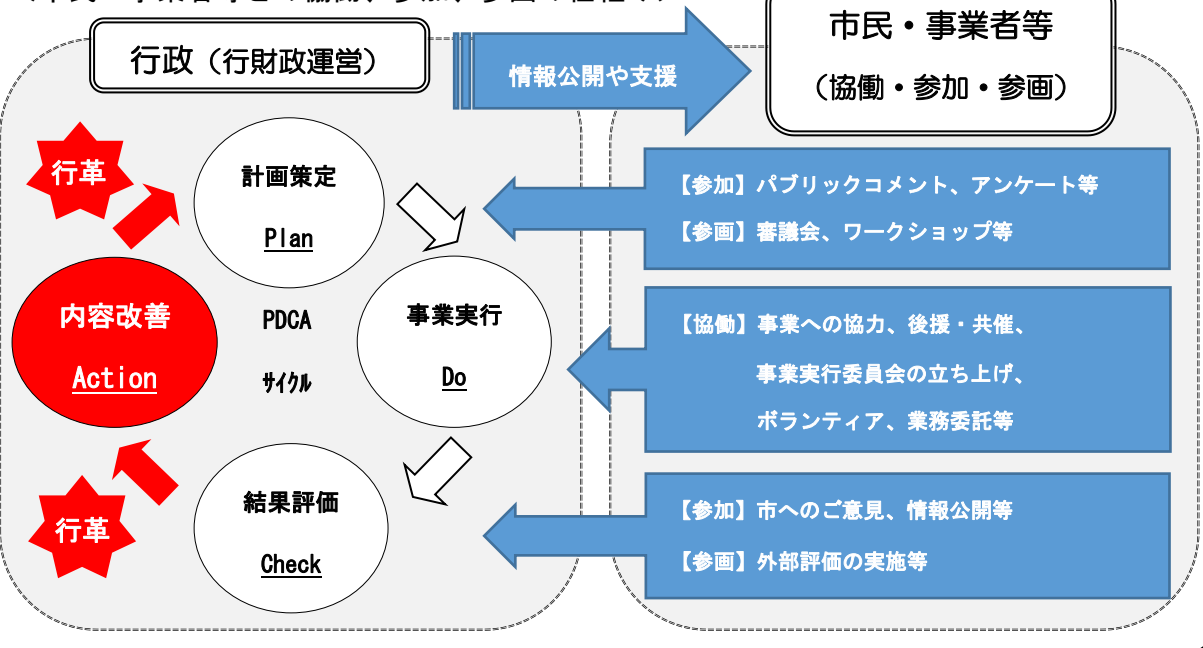 行政（行財政運営）
情報公開や支援
市民・事業者等
（協働・参加・参画）
行革
計画策定
Plan
内容改善
Action
PDCA
サイクル
事業実行
Do
行革
結果評価
Check
【参加】パブリックコメント、アンケート等
【参画】審議会、ワークショップ等
【協働】事業への協力、後援・共催、
事業実行委員会の立ち上げ、
ボランティア、業務委託等
【参加】市へのご意見、情報公開等
【参画】外部評価の実施等